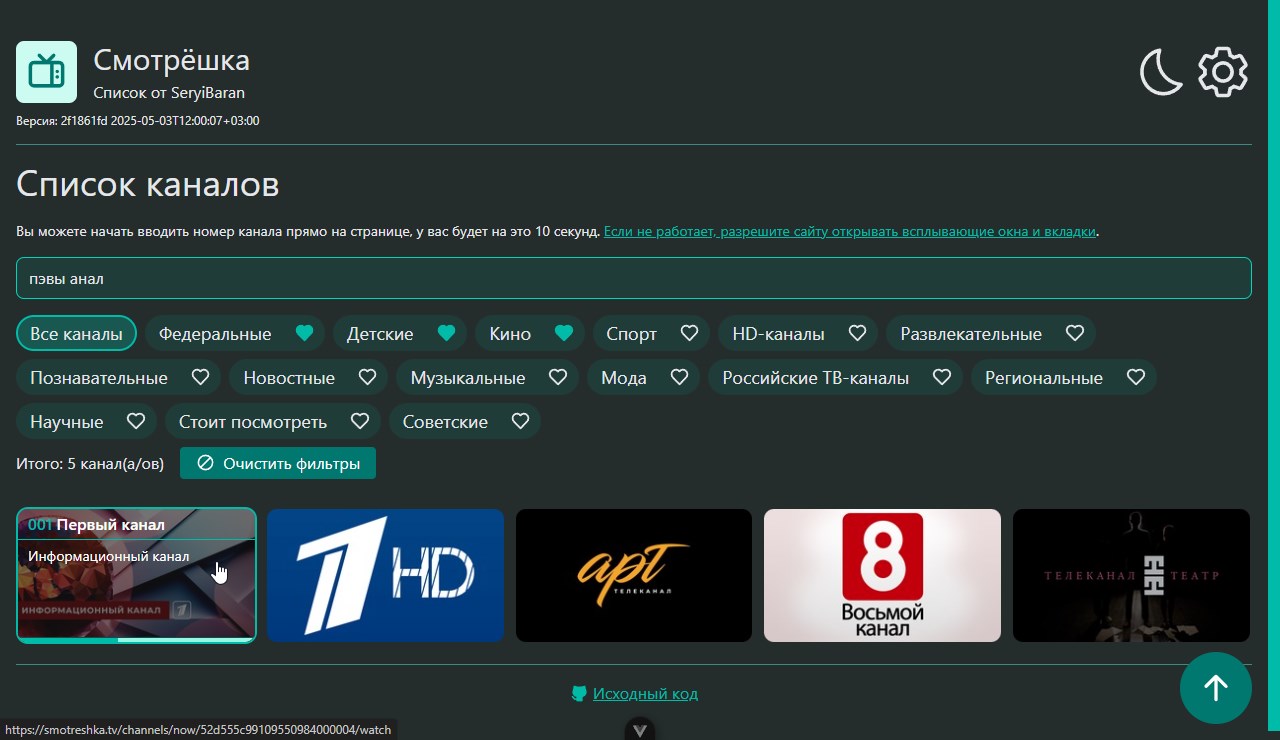 Смотрёшка
Список от SeryiBaran
Версия: 2f1861fd 2025-05-03T12:00:07+03:00
Список каналов
Вы можете начать вводить номер канала прямо на странице, у вас будет на это 10 секунд. Если не работает, разрешите сайту открывать всплывающие окна и вкладки.
пэвы анал
Все каналы Федеральные Детские Кино Спорт HD-каналы Развлекательные
Познавательные Новостные Музыкальные Мода Российские ТВ-каналы Региональные
Научные Стоит посмотреть Советские
Итого: 5 канал(а/ов) Очистить фильтры
001 Первый канал
Информационный канал
ИНФОРМАЦИОННЫЙ КАНАЛ 1
1 HD
арт
ТЕЛЕКАНАЛ
8
Восьмой
канал
ТЕЛЕКАНАЛ ТЕАТР
Исходный код
https://smotreshka.tv/channels/now/52d555c99109550984000004/watch